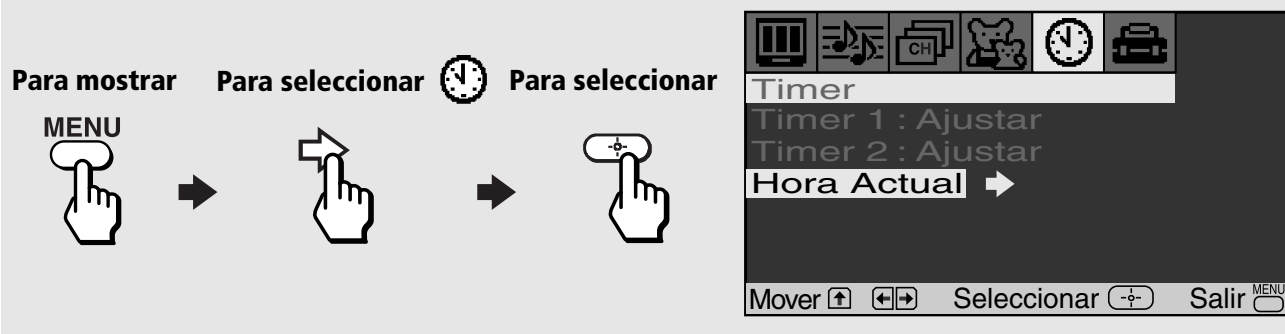 Para mostrar
MENU
Para seleccionar
Para seleccionar
CH
Timer
Timer 1 : Ajustar
Timer 2 : Ajustar
Hora Actual
Mover Seleccionar Salir MENU